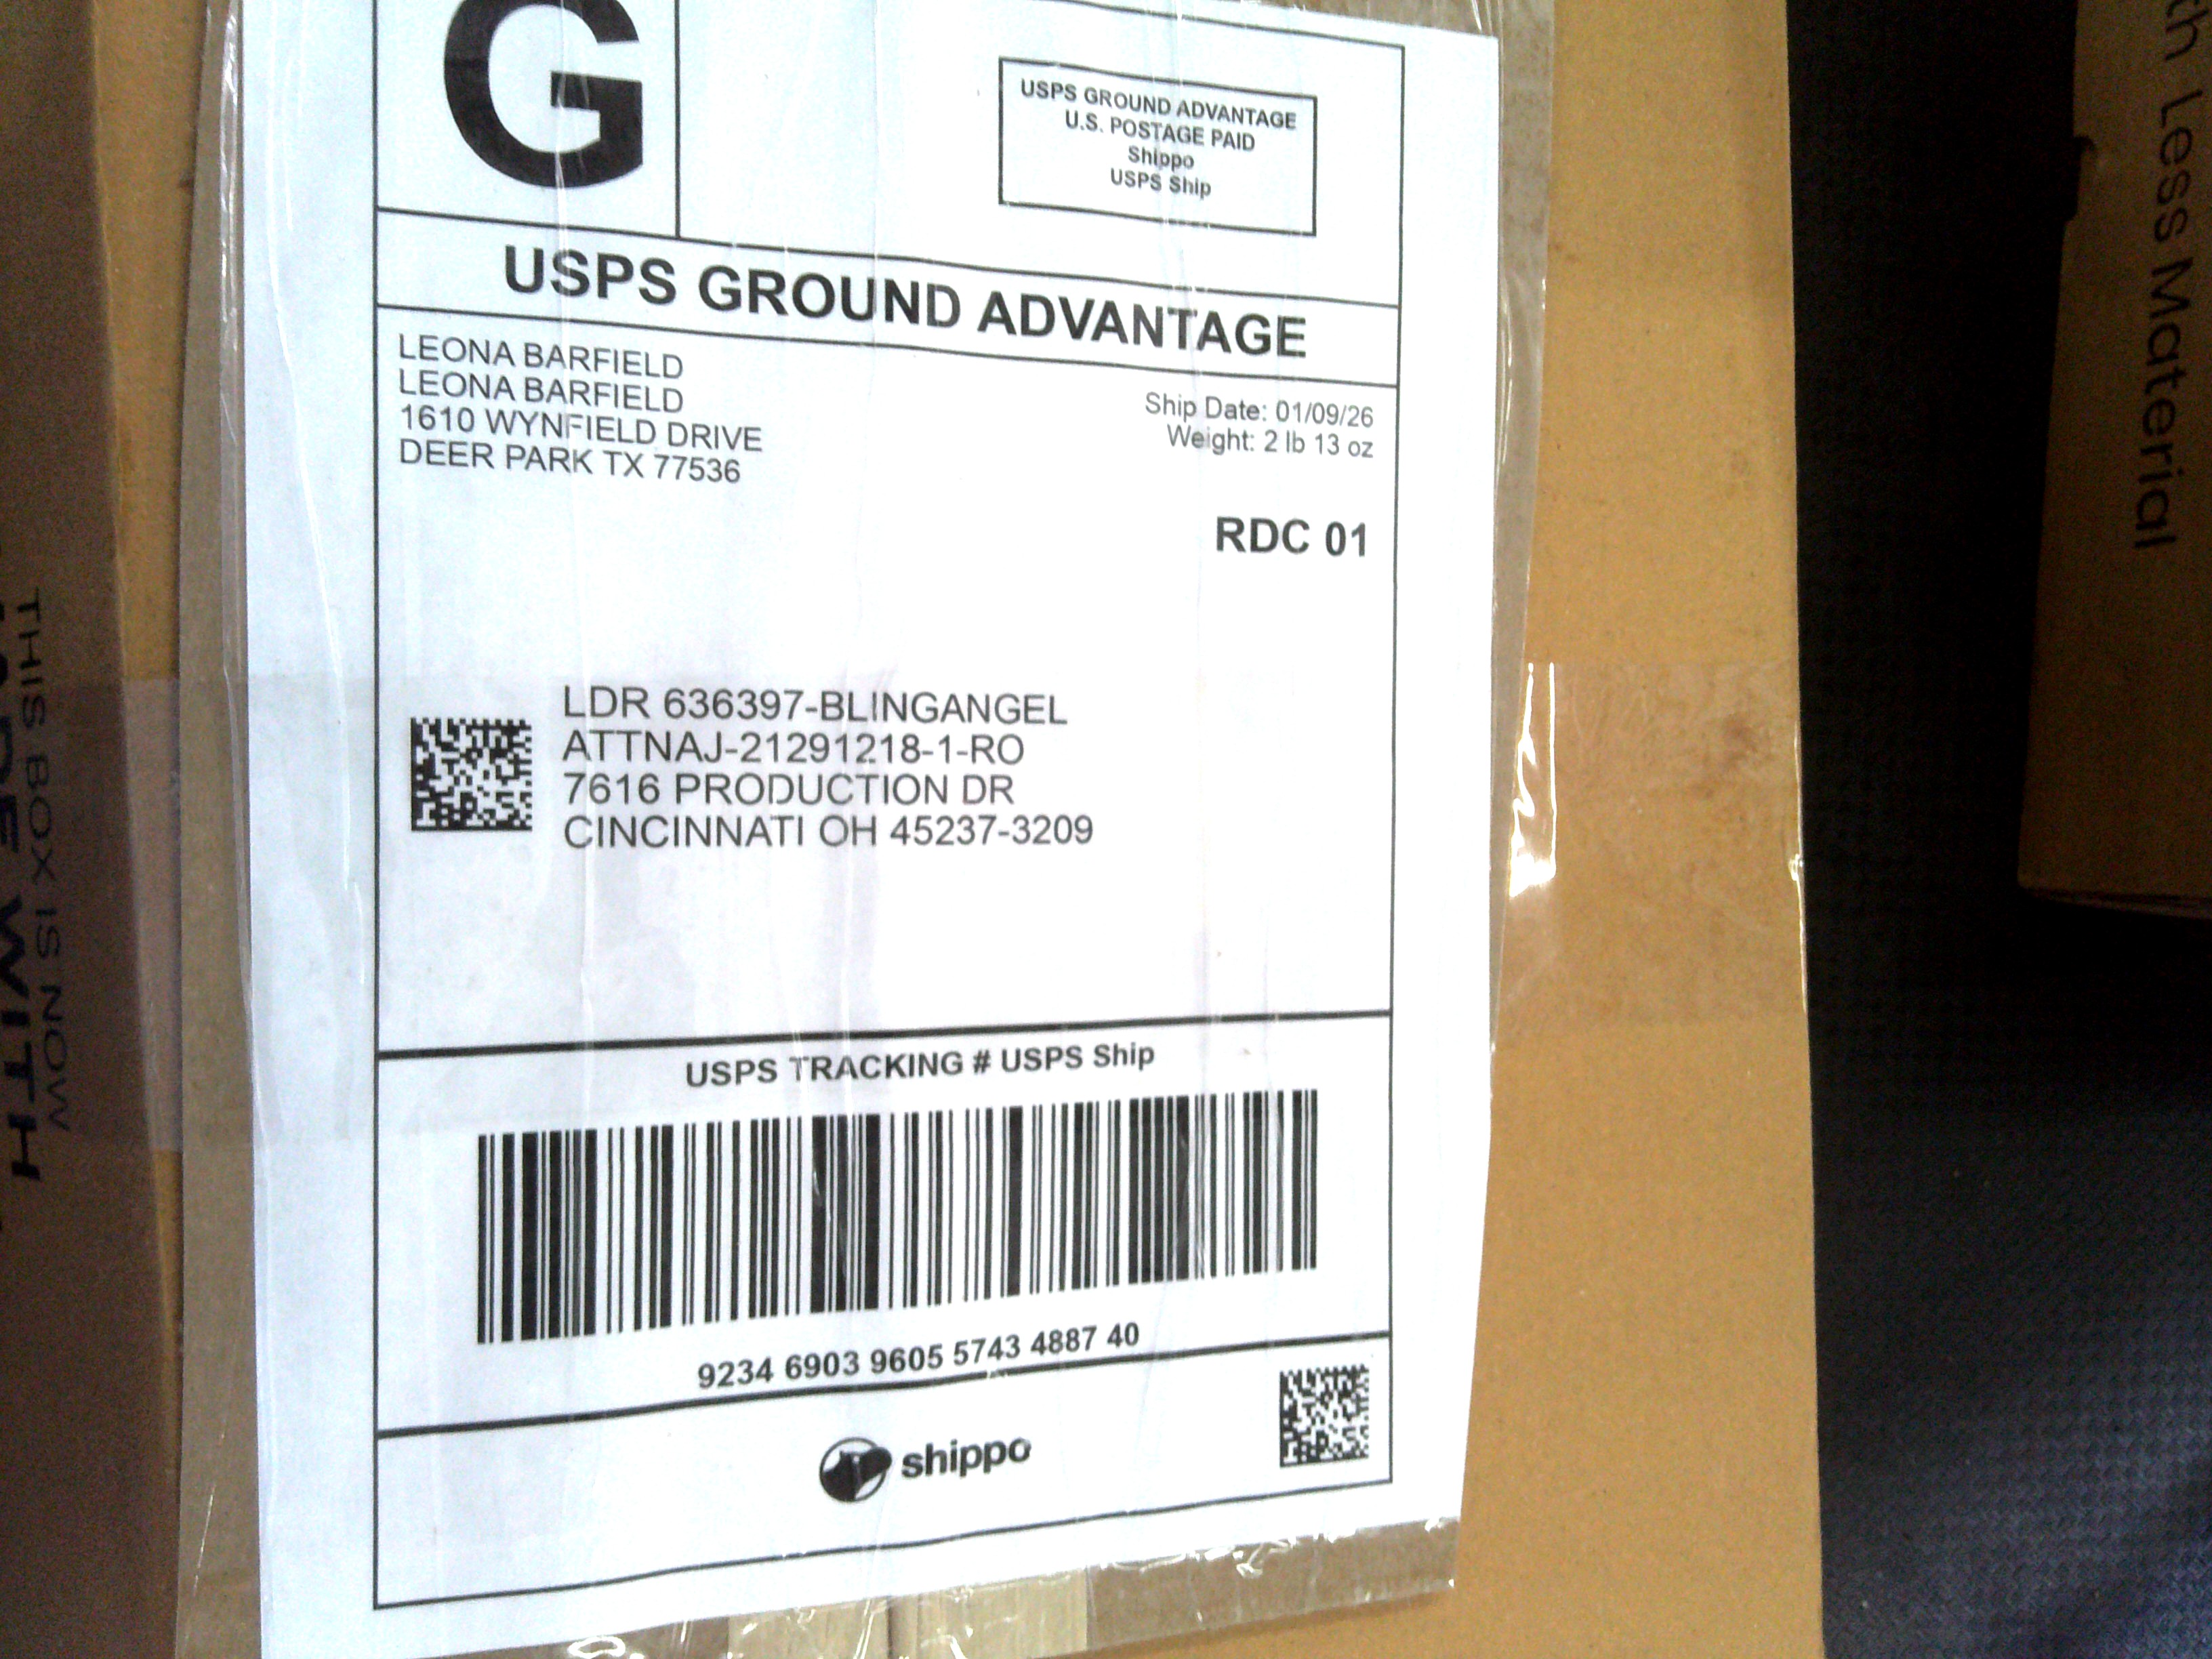 G
USPS GROUND ADVANTAGE
U.S. POSTAGE PAID
Shippo
USPS Ship
USPS GROUND ADVANTAGE
LEONA BARFIELD
LEONA BARFIELD
1610 WYNFIELD DRIVE
DEER PARK TX 77536
Ship Date: 01/09/26
Weight: 2 lb 13 oz
RDC 01
LDR 636397-BLINGANGEL
ATTNAJ-21291218-1-RO
7616 PRODUCTION DR
CINCINNATI OH 45237-3209
USPS TRACKING # USPS Ship
9234 6903 9605 5743 4887 40
shippo
THIS BOX IS NOW
MADE WITH
th Less Material